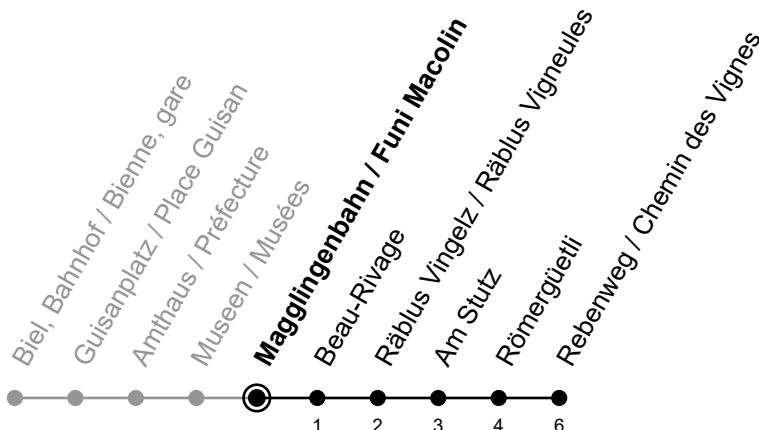 Biel, Bahnhof / Bienne, gare
Guisanplatz / Place Guisan
Amthaus / Préfecture
Museen / Musées
Magglingenbahn / Funi Macolin
Beau-Rivage
Räblus Vingelz / Räblus Vigneules
Am Stutz
Römergüetli
Rebenweg / Chemin des Vignes
1 2 3 4 6